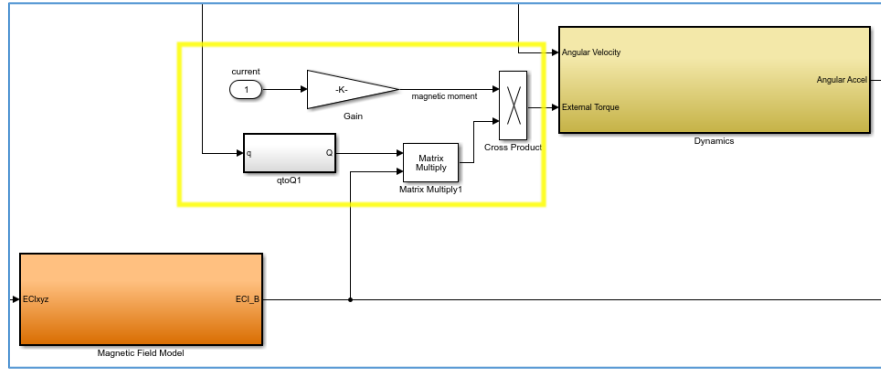 current
1
-K-
Gain
magnetic moment
Cross Product
Angular Velocity
External Torque
Angular Accel
Dynamics
q
Q
qtoQ1
Matrix
Multiply
Matrix Multiply1
ECIxyz
ECI_B
Magnetic Field Model